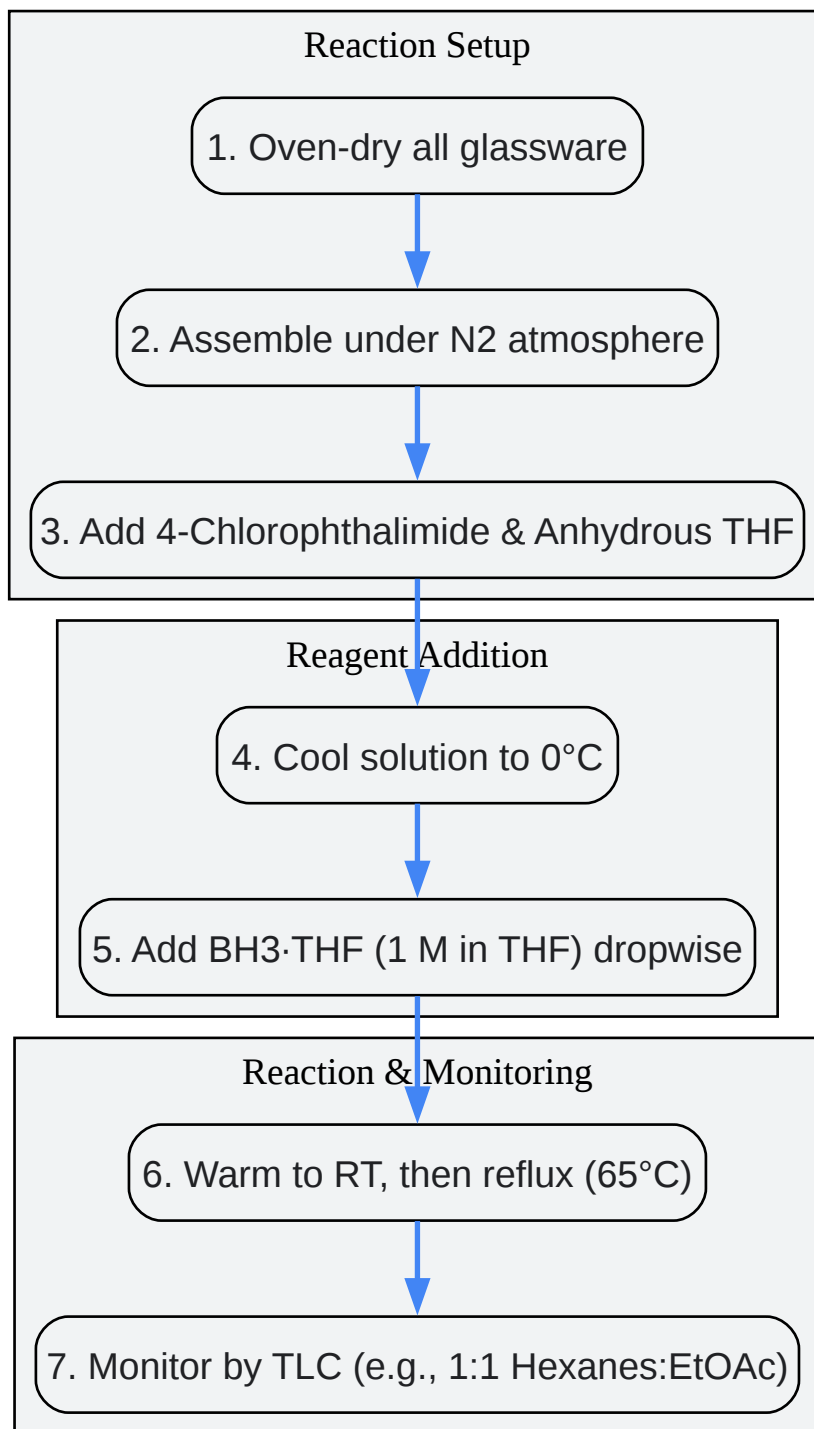 Reaction Setup
1. Oven-dry all glassware
2. Assemble under N2 atmosphere
3. Add 4-Chlorophthalimide & Anhydrous THF
Reagent Addition
4. Cool solution to 0°C
5. Add BH3·THF (1 M in THF) dropwise
Reaction & Monitoring
6. Warm to RT, then reflux (65°C)
7. Monitor by TLC (e.g., 1:1 Hexanes:EtOAc)